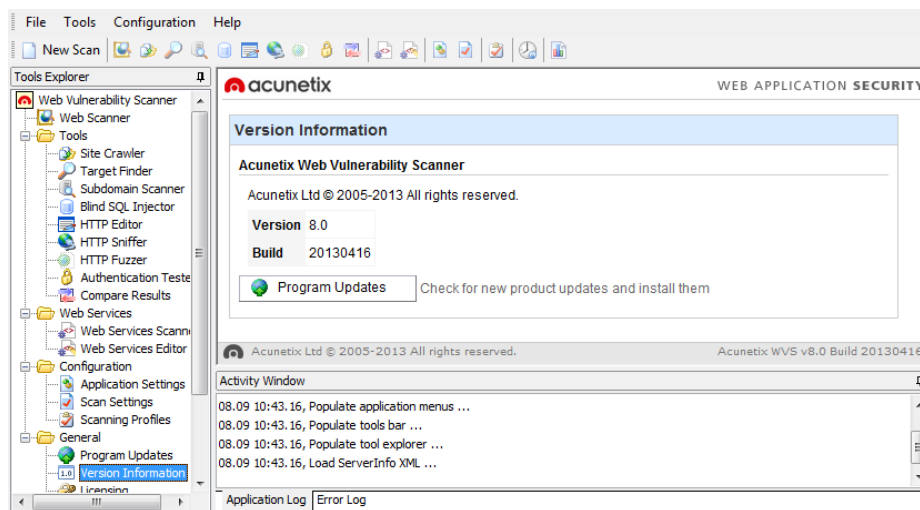 File Tools Configuration Help
New Scan
Tools Explorer
Web Vulnerability Scanner
Web Scanner
Tools
Site Crawler
Target Finder
Subdomain Scanner
Blind SQL Injector
HTTP Editor
HTTP Sniffer
HTTP Fuzzer
Authentication Teste
Compare Results
Web Services
Web Services Scann
Web Services Editor
Configuration
Application Settings
Scan Settings
Scanning Profiles
General
Program Updates
1.0 Version Information
Licensing
acunetix WEB APPLICATION SECURITY
Version Information
Acunetix Web Vulnerability Scanner
Acunetix Ltd © 2005-2013 All rights reserved.
Version 8.0
Build 20130416
Program Updates Check for new product updates and install them
Acunetix Ltd © 2005-2013 All rights reserved. Acunetix WVS v8.0 Build 20130416
Activity Window
08.09 10:43.16, Populate application menus ...
08.09 10:43.16, Populate tools bar ...
08.09 10:43.16, Populate tool explorer ...
08.09 10:43.16, Load ServerInfo XML ...
Application Log Error Log